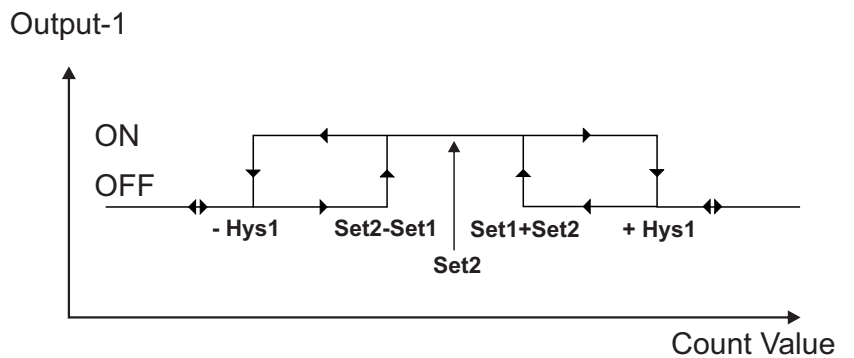 Output-1
ON
OFF
- Hys1 Set2-Set1 Set1+Set2 + Hys1
Set2
Count Value